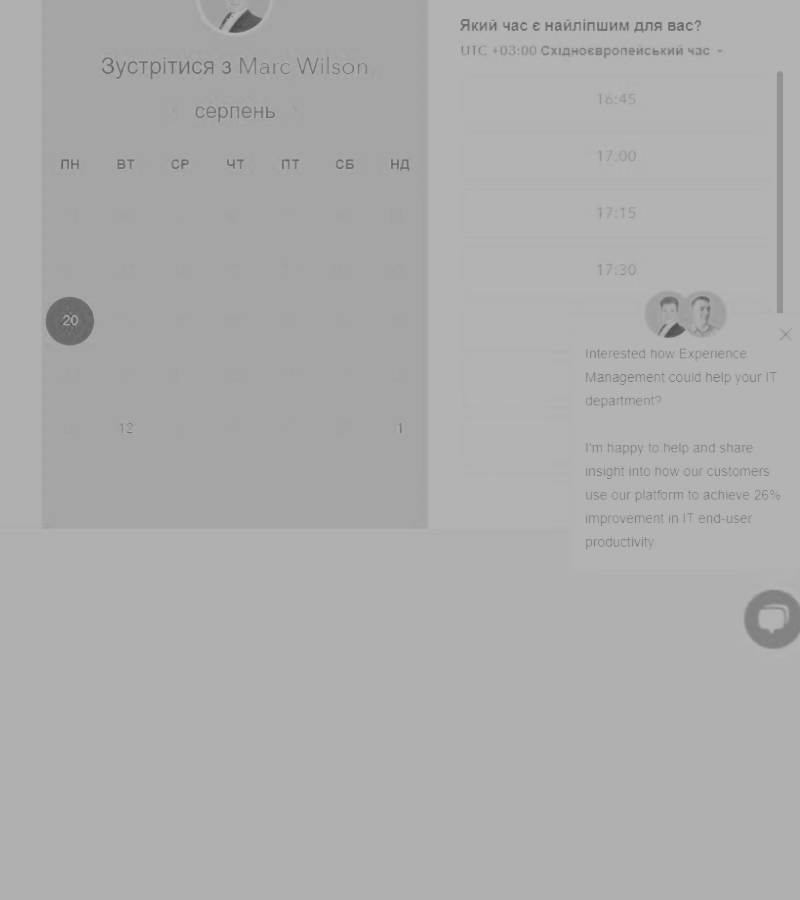 Зустрітися з Marc Wilson
серпень
ПН ВТ СР ЧТ ПТ СБ НД
20
12 1
Який час є найліпшим для вас?
UTC +03:00 Східноєвропейський час
16:45
17:00
17:15
17:30
Interested how Experience
Management could help your IT
department?
I'm happy to help and share
insight into how our customers
use our platform to achieve 26%
improvement in IT end-user
productivity